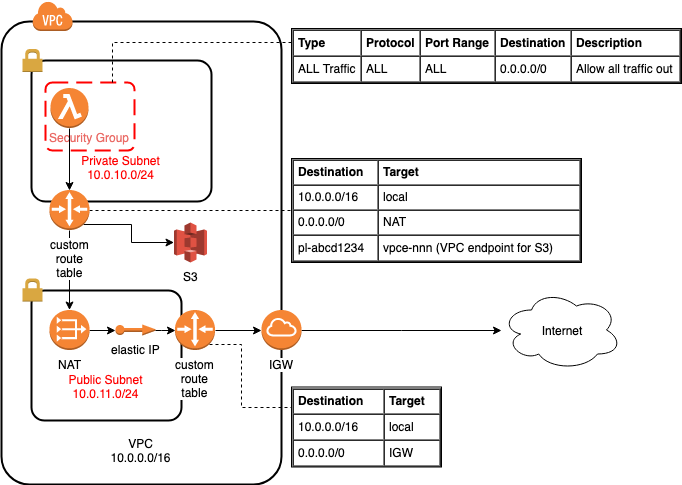 VPC
Type Protocol Port Range Destination Description
ALL Traffic ALL ALL 0.0.0.0/0 Allow all traffic out
Security Group
Private Subnet
10.0.10.0/24
Destination Target
10.0.0.0/16 local
0.0.0.0/0 NAT
pl-abcd1234 vpce-nnn (VPC endpoint for S3)
custom
route
table
S3
NAT
elastic IP
custom
route
table
IGW
Internet
Public Subnet
10.0.11.0/24
Destination Target
10.0.0.0/16 local
0.0.0.0/0 IGW
VPC
10.0.0.0/16